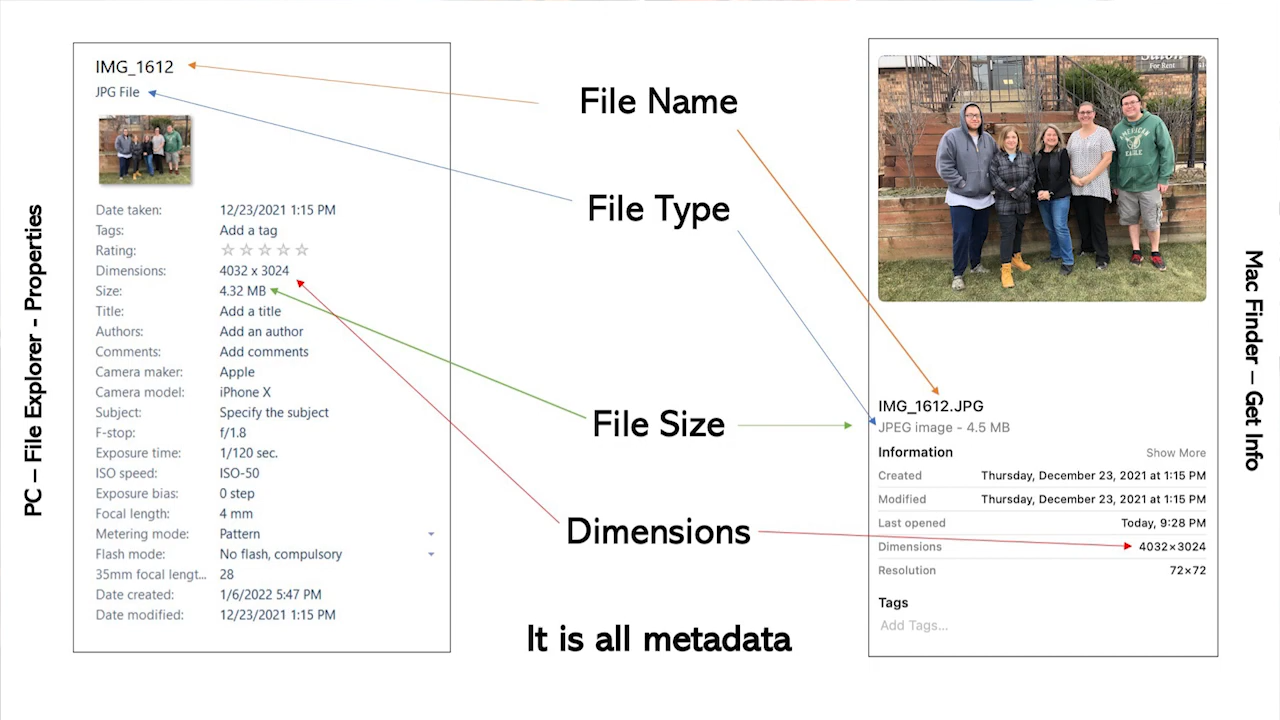 PC – File Explorer - Properties
IMG_1612
JPG File
Date taken: 12/23/2021 1:15 PM
Tags: Add a tag
Rating: ☆ ☆ ☆ ☆ ☆
Dimensions: 4032 x 3024
Size: 4.32 MB
Title: Add a title
Authors: Add an author
Comments: Add comments
Camera maker: Apple
Camera model: iPhone X
Subject: Specify the subject
F-stop: f/1.8
Exposure time: 1/120 sec.
ISO speed: ISO-50
Exposure bias: 0 step
Focal length: 4 mm
Metering mode: Pattern
Flash mode: No flash, compulsory
35mm focal lengt... 28
Date created: 1/6/2022 5:47 PM
Date modified: 12/23/2021 1:15 PM
File Name
File Type
File Size
Dimensions
It is all metadata
Salon
For Rent
AMERICAN
EAGLE
IMG_1612.JPG
JPEG image - 4.5 MB
Information Show More
Created Thursday, December 23, 2021 at 1:15 PM
Modified Thursday, December 23, 2021 at 1:15 PM
Last opened Today, 9:28 PM
Dimensions 4032×3024
Resolution 72×72
Tags
Add Tags...
Mac Finder – Get Info